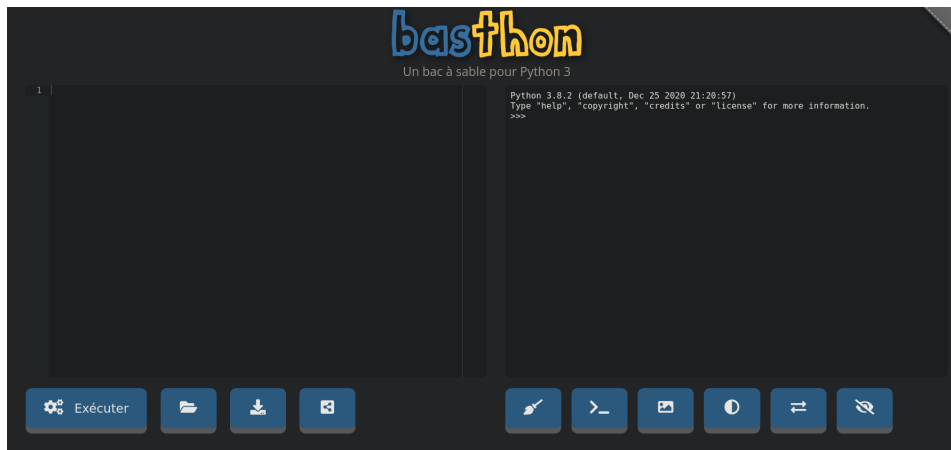 basthon
Un bac à sable pour Python 3
1
Python 3.8.2 (default, Dec 25 2020 21:20:57)
Type "help", "copyright", "credits" or "license" for more information.
>>>
Exécuter